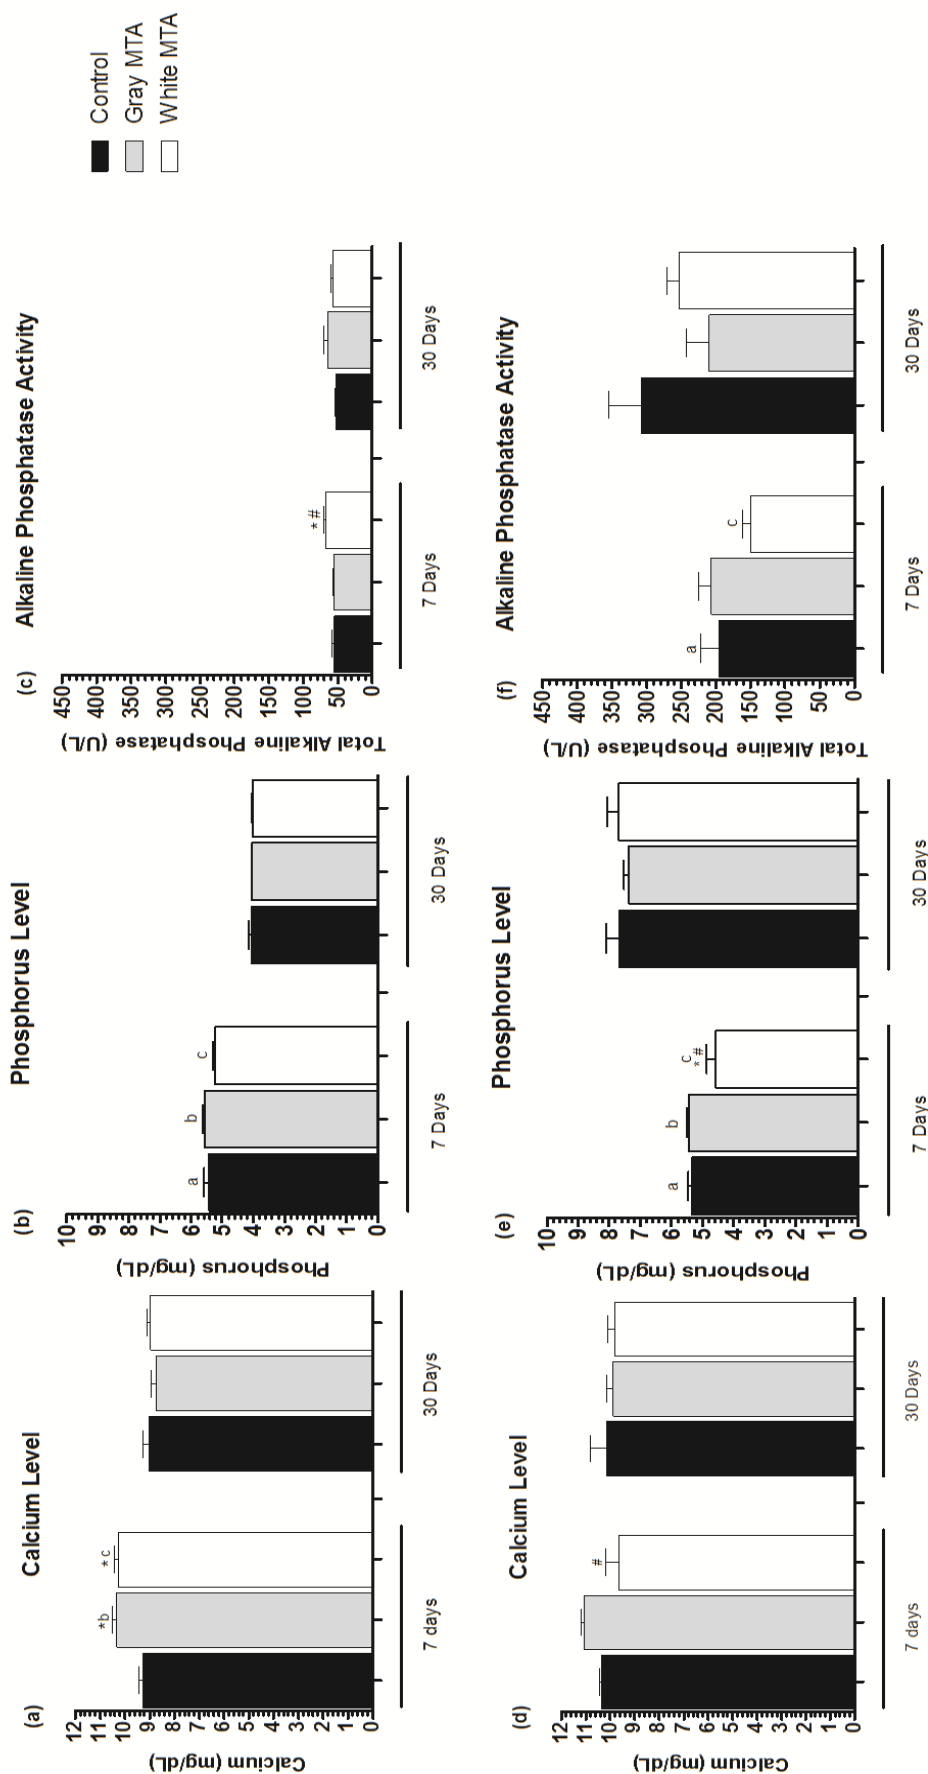 Control
Gray MTA
White MTA
(a)
Calcium Level
Calcium (mg/dL)
12
11
10
9
8
7
6
5
4
3
2
1
0
* b
* c
7 days
30 Days
(b)
Phosphorus Level
Phosphorus (mg/dL)
10
9
8
7
6
5
4
3
2
1
0
a
b
c
7 Days
30 Days
(c)
Alkaline Phosphatase Activity
Total Alkaline Phosphatase (U/L)
450
400
350
300
250
200
150
100
50
0
* #
7 Days
30 Days
(d)
Calcium Level
Calcium (mg/dL)
12
11
10
9
8
7
6
5
4
3
2
1
0
#
7 days
30 Days
(e)
Phosphorus Level
Phosphorus (mg/dL)
10
9
8
7
6
5
4
3
2
1
0
a
b
c
* #
7 Days
30 Days
(f)
Alkaline Phosphatase Activity
Total Alkaline Phosphatase (U/L)
450
400
350
300
250
200
150
100
50
0
a
c
7 Days
30 Days